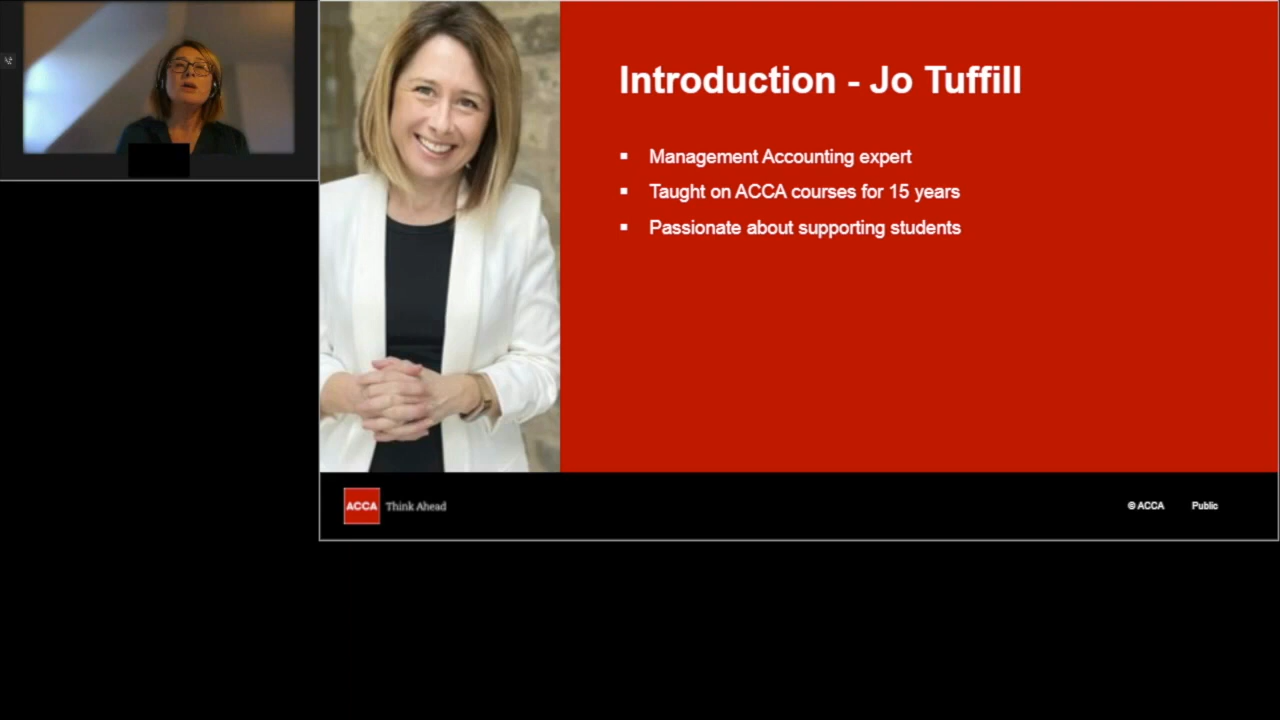 Introduction - Jo Tuffill
Management Accounting expert
Taught on ACCA courses for 15 years
Passionate about supporting students
ACCA Think Ahead
© ACCA Public